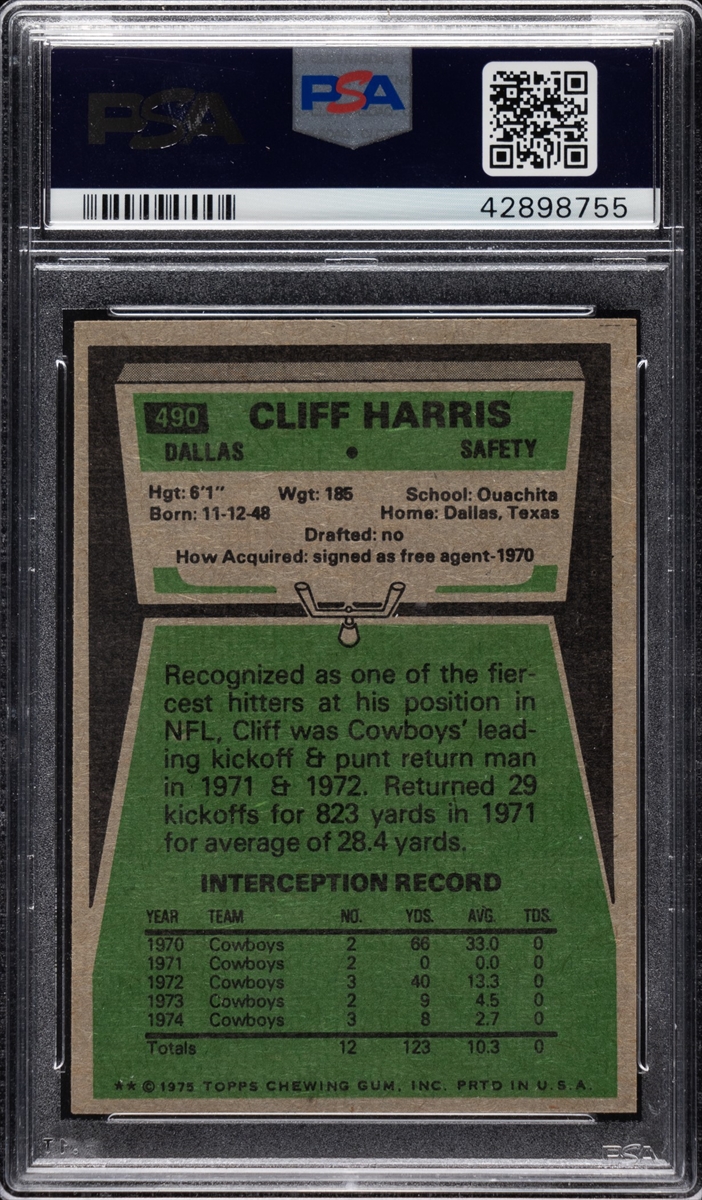 PSA
PSA
42898755
490 CLIFF HARRIS
DALLAS • SAFETY
Hgt: 6'1" Wgt: 185 School: Ouachita
Born: 11-12-48 Home: Dallas, Texas
Drafted: no
How Acquired: signed as free agent-1970
Recognized as one of the fier-
cest hitters at his position in
NFL, Cliff was Cowboys' lead-
ing kickoff & punt return man
in 1971 & 1972. Returned 29
kickoffs for 823 yards in 1971
for average of 28.4 yards.
INTERCEPTION RECORD
YEAR TEAM NO. YDS. AVG. TDS.
1970 Cowboys 2 66 33.0 0
1971 Cowboys 2 0 0.0 0
1972 Cowboys 3 40 13.3 0
1973 Cowboys 2 9 4.5 0
1974 Cowboys 3 8 2.7 0
Totals 12 123 10.3 0
** © 1975 TOPPS CHEWING GUM, INC. PRTD IN U.S.A.
PSA